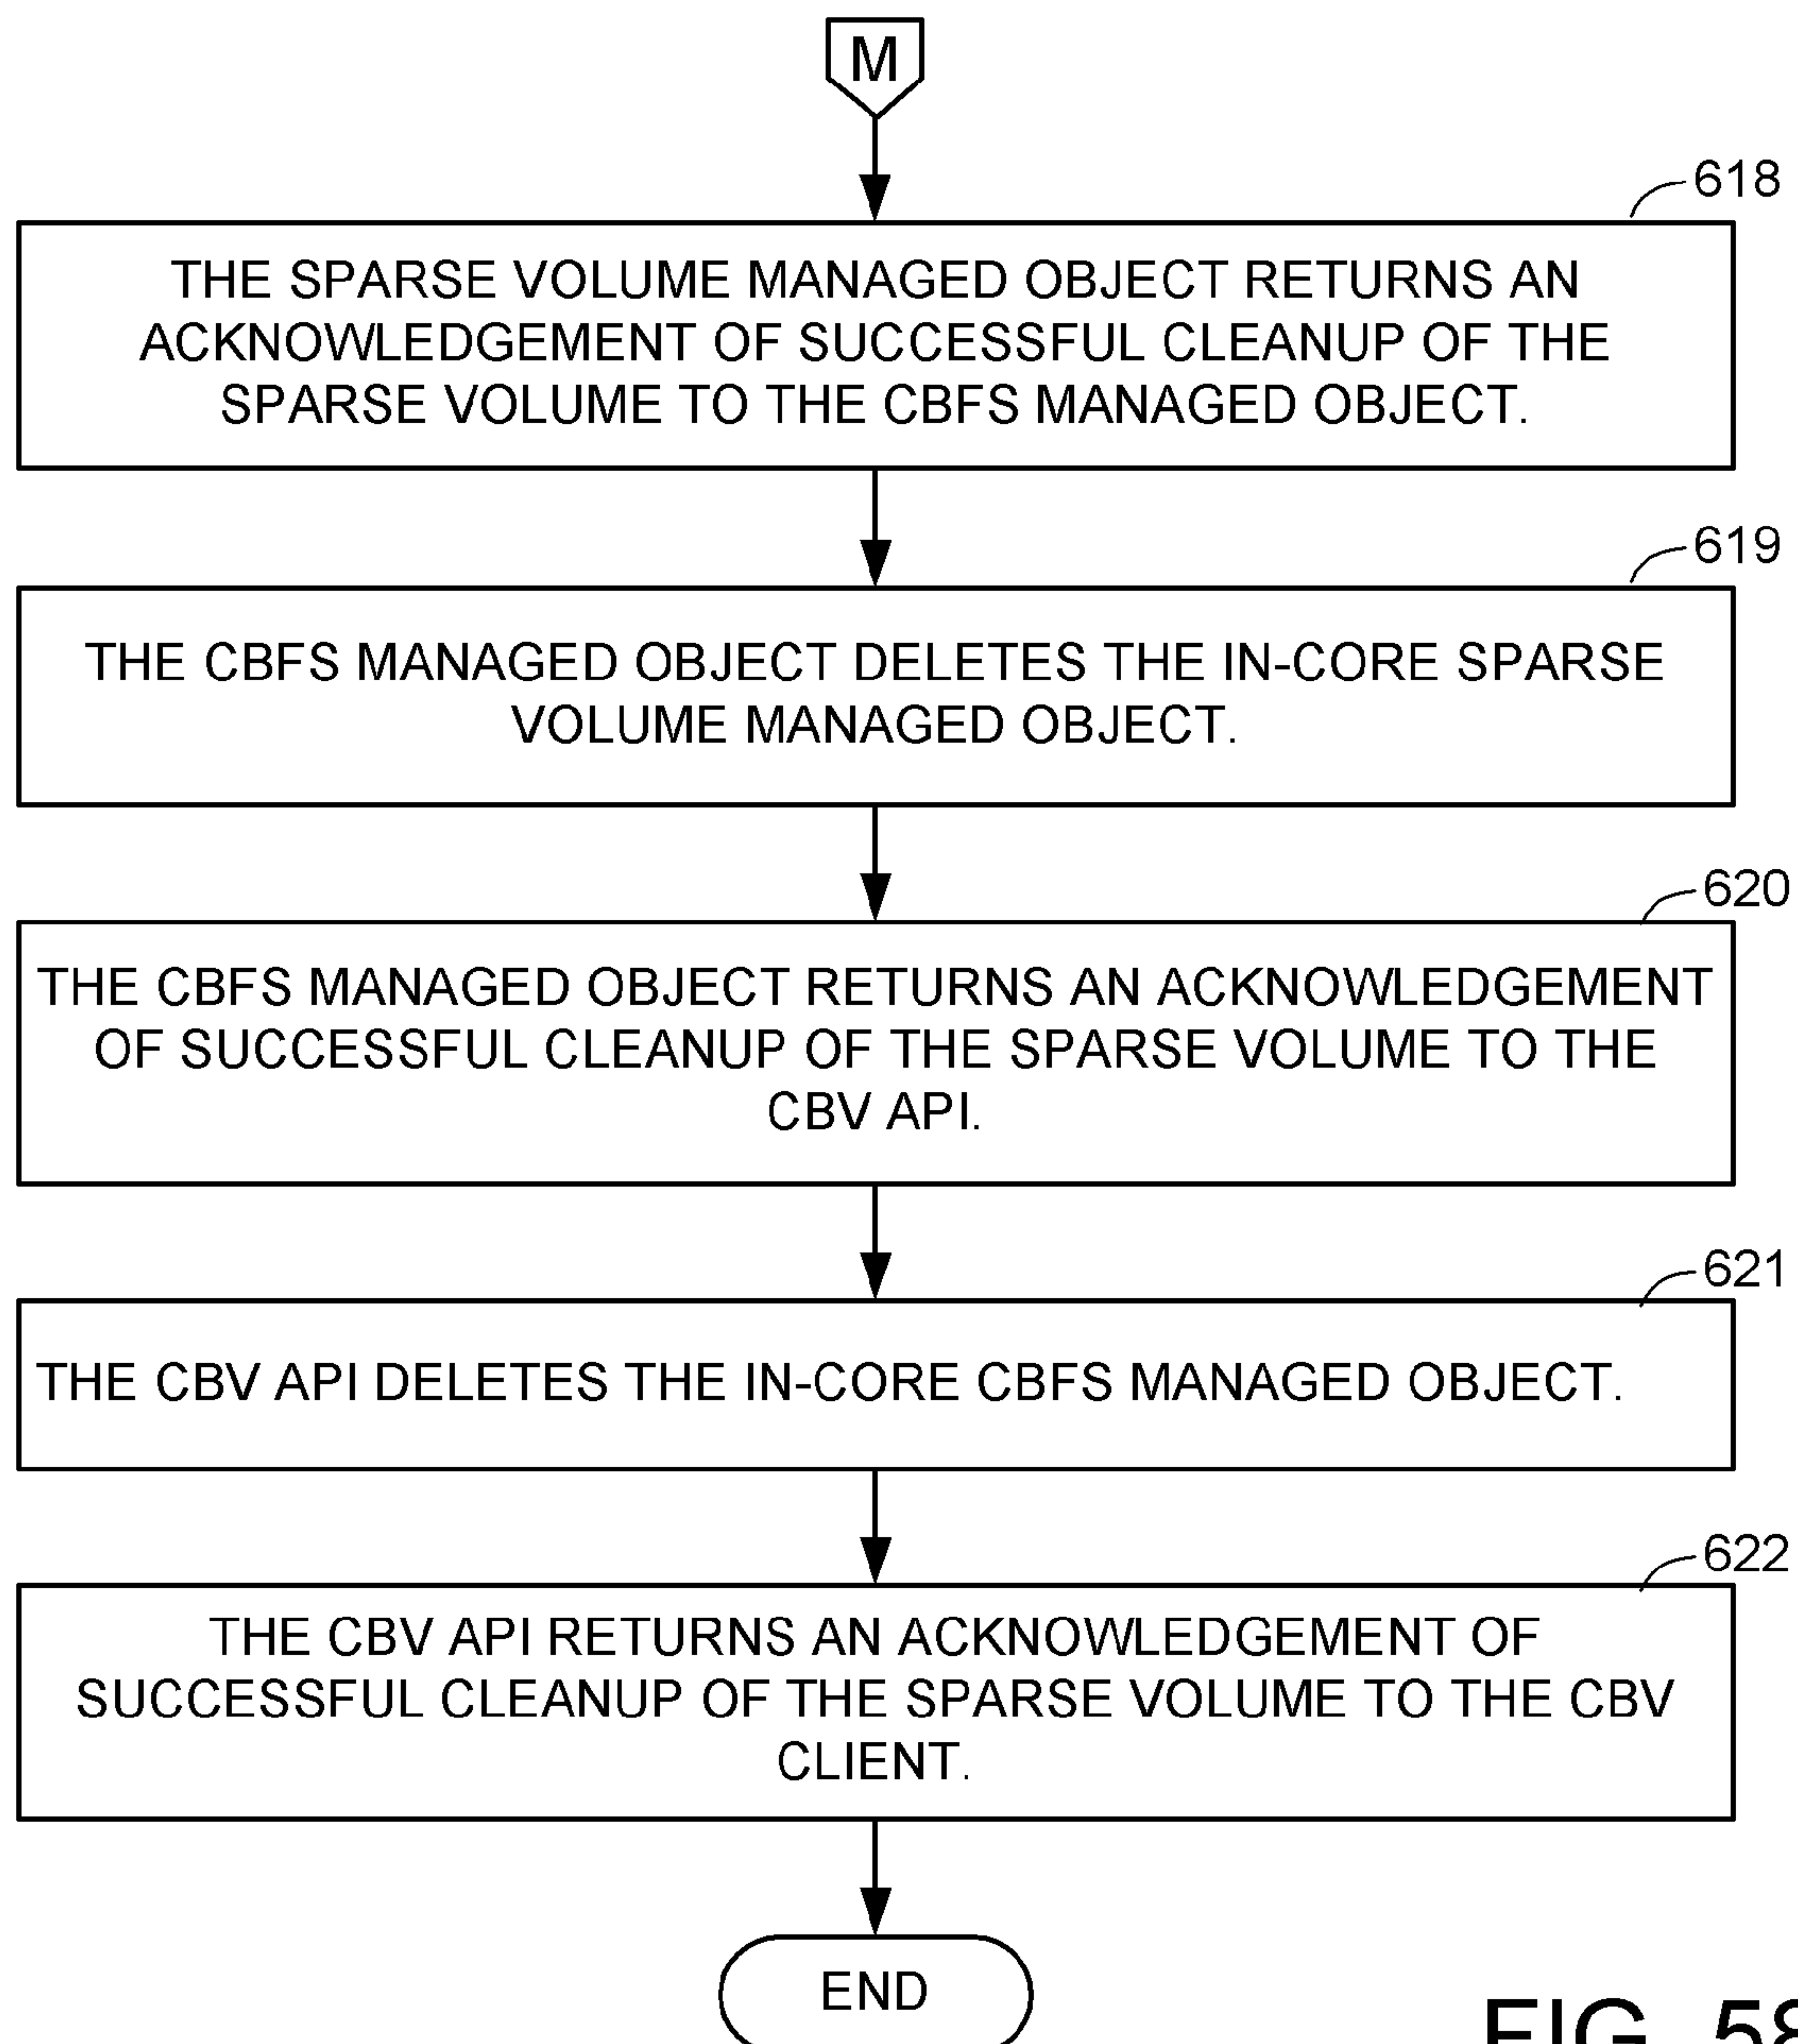 M
618
THE SPARSE VOLUME MANAGED OBJECT RETURNS AN
ACKNOWLEDGEMENT OF SUCCESSFUL CLEANUP OF THE
SPARSE VOLUME TO THE CBFS MANAGED OBJECT.
619
THE CBFS MANAGED OBJECT DELETES THE IN-CORE SPARSE
VOLUME MANAGED OBJECT.
620
THE CBFS MANAGED OBJECT RETURNS AN ACKNOWLEDGEMENT
OF SUCCESSFUL CLEANUP OF THE SPARSE VOLUME TO THE
CBV API.
621
THE CBV API DELETES THE IN-CORE CBFS MANAGED OBJECT.
622
THE CBV API RETURNS AN ACKNOWLEDGEMENT OF
SUCCESSFUL CLEANUP OF THE SPARSE VOLUME TO THE CBV
CLIENT.
END
FIG. 58